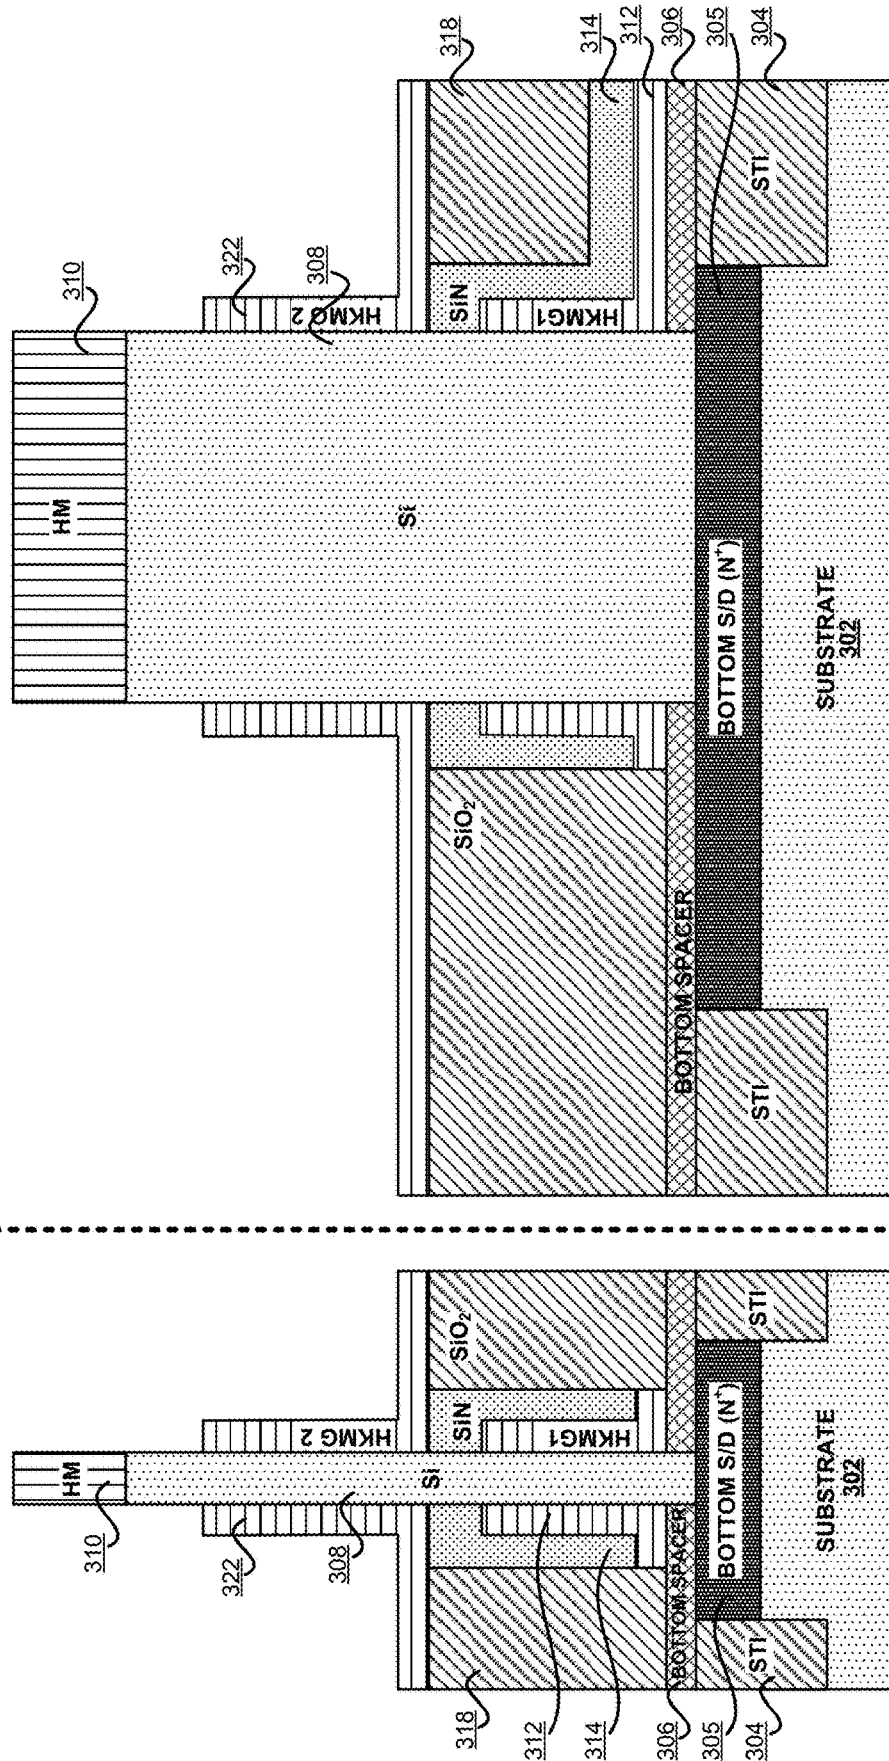 310
HM
322
HKMG 2
308
Si
318
SiO₂
SiN
HKMG1
312
314
306
BOTTOM SPACER
305
BOTTOM S/D (N⁺)
304
STI
STI
SUBSTRATE
302
HM
310
322
HKMG 2
308
Si
318
SiO₂
SiN
HKMG1
314
312
306
BOTTOM SPACER
305
BOTTOM S/D (N⁺)
304
STI
STI
SUBSTRATE
302